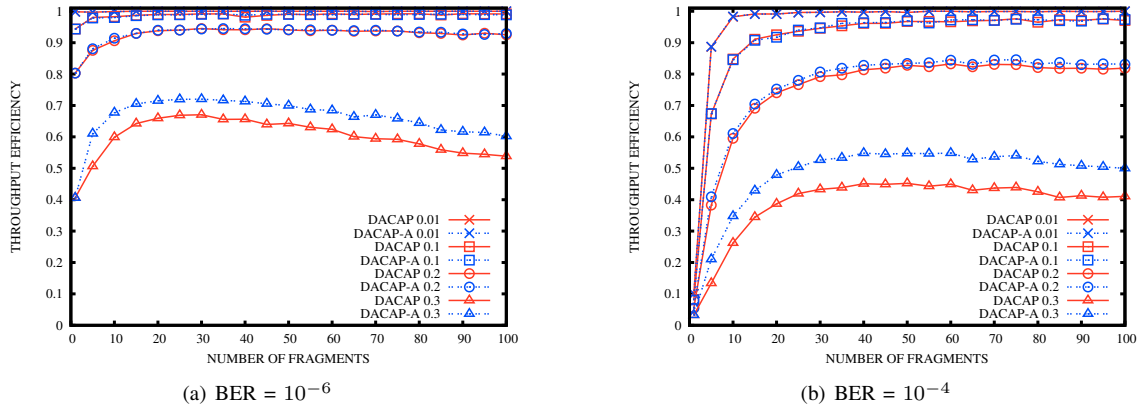 1
0.9
0.8
0.7
0.6
0.5
0.4
0.3
0.2
0.1
0
THROUGHPUT EFFICIENCY
0 10 20 30 40 50 60 70 80 90 100
NUMBER OF FRAGMENTS
DACAP 0.01
DACAP-A 0.01
DACAP 0.1
DACAP-A 0.1
DACAP 0.2
DACAP-A 0.2
DACAP 0.3
DACAP-A 0.3
(a) BER = 10⁻⁶
1
0.9
0.8
0.7
0.6
0.5
0.4
0.3
0.2
0.1
0
THROUGHPUT EFFICIENCY
0 10 20 30 40 50 60 70 80 90 100
NUMBER OF FRAGMENTS
DACAP 0.01
DACAP-A 0.01
DACAP 0.1
DACAP-A 0.1
DACAP 0.2
DACAP-A 0.2
DACAP 0.3
DACAP-A 0.3
(b) BER = 10⁻⁴